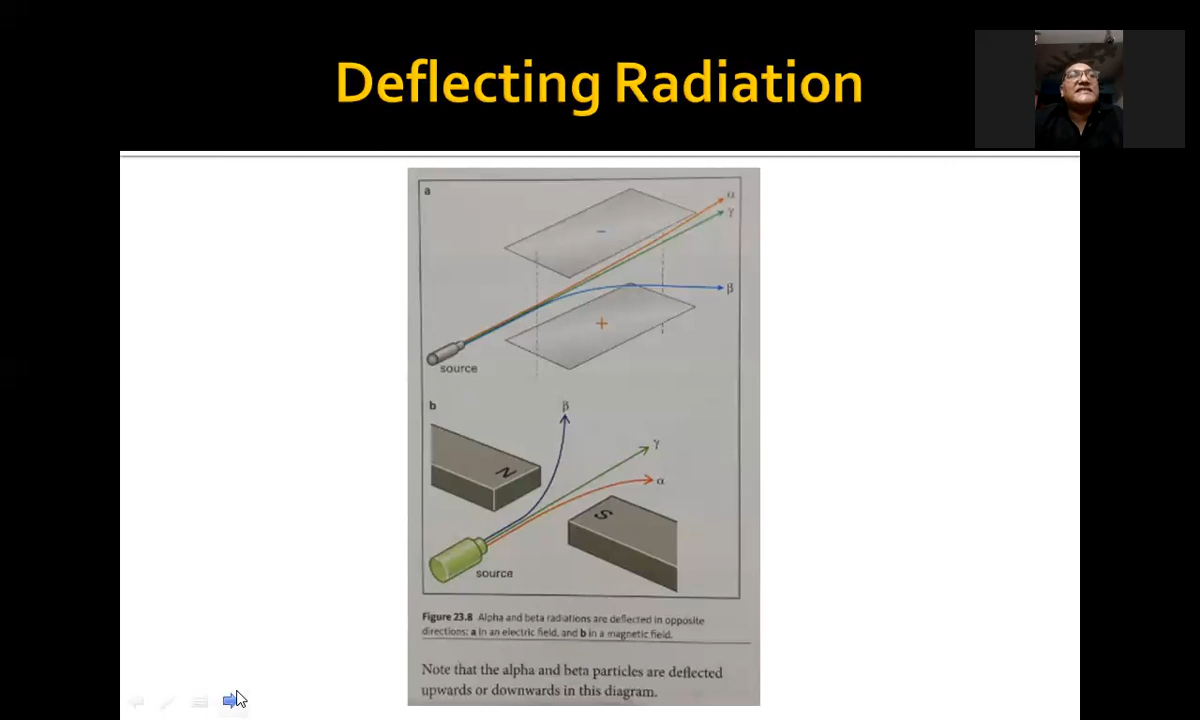 Deflecting Radiation
a
α
γ
−
β
+
source
b
β
γ
N
α
S
source
Figure 23.8 Alpha and beta radiations are deflected in opposite
directions: a in an electric field, and b in a magnetic field.
Note that the alpha and beta particles are deflected
upwards or downwards in this diagram.